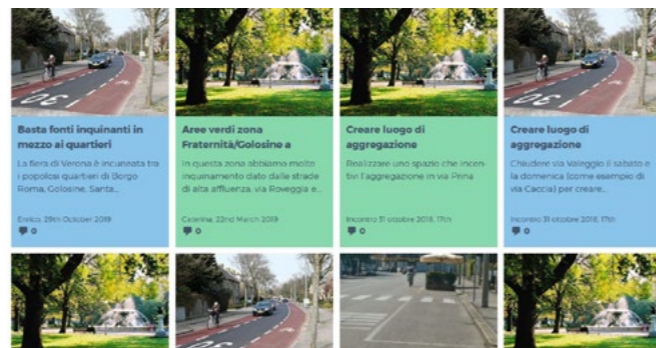 Basta fonti inquinanti in
mezzo ai quartieri
La fiera di Verona è incuneata tra
i popolosi quartieri di Borgo
Roma, Golosine, Santa...
Enrico, 29th October 2019
0
Aree verdi zona
Fraternità/Golosine a
In questa zona abbiamo molto
inquinamento dato dalle strade
di alta affluenza, via Roveggia e...
Caterina, 22nd March 2019
0
Creare luogo di
aggregazione
Realizzare uno spazio che incen-
tivi l'aggregazione in via Prina
Incontro 31 ottobre 2018, 17th
0
Creare luogo di
aggregazione
Chiudere via Valeggio il sabato e
la domenica (come esempio di
via Caccia) per creare...
Incontro 31 ottobre 2018, 17th
0